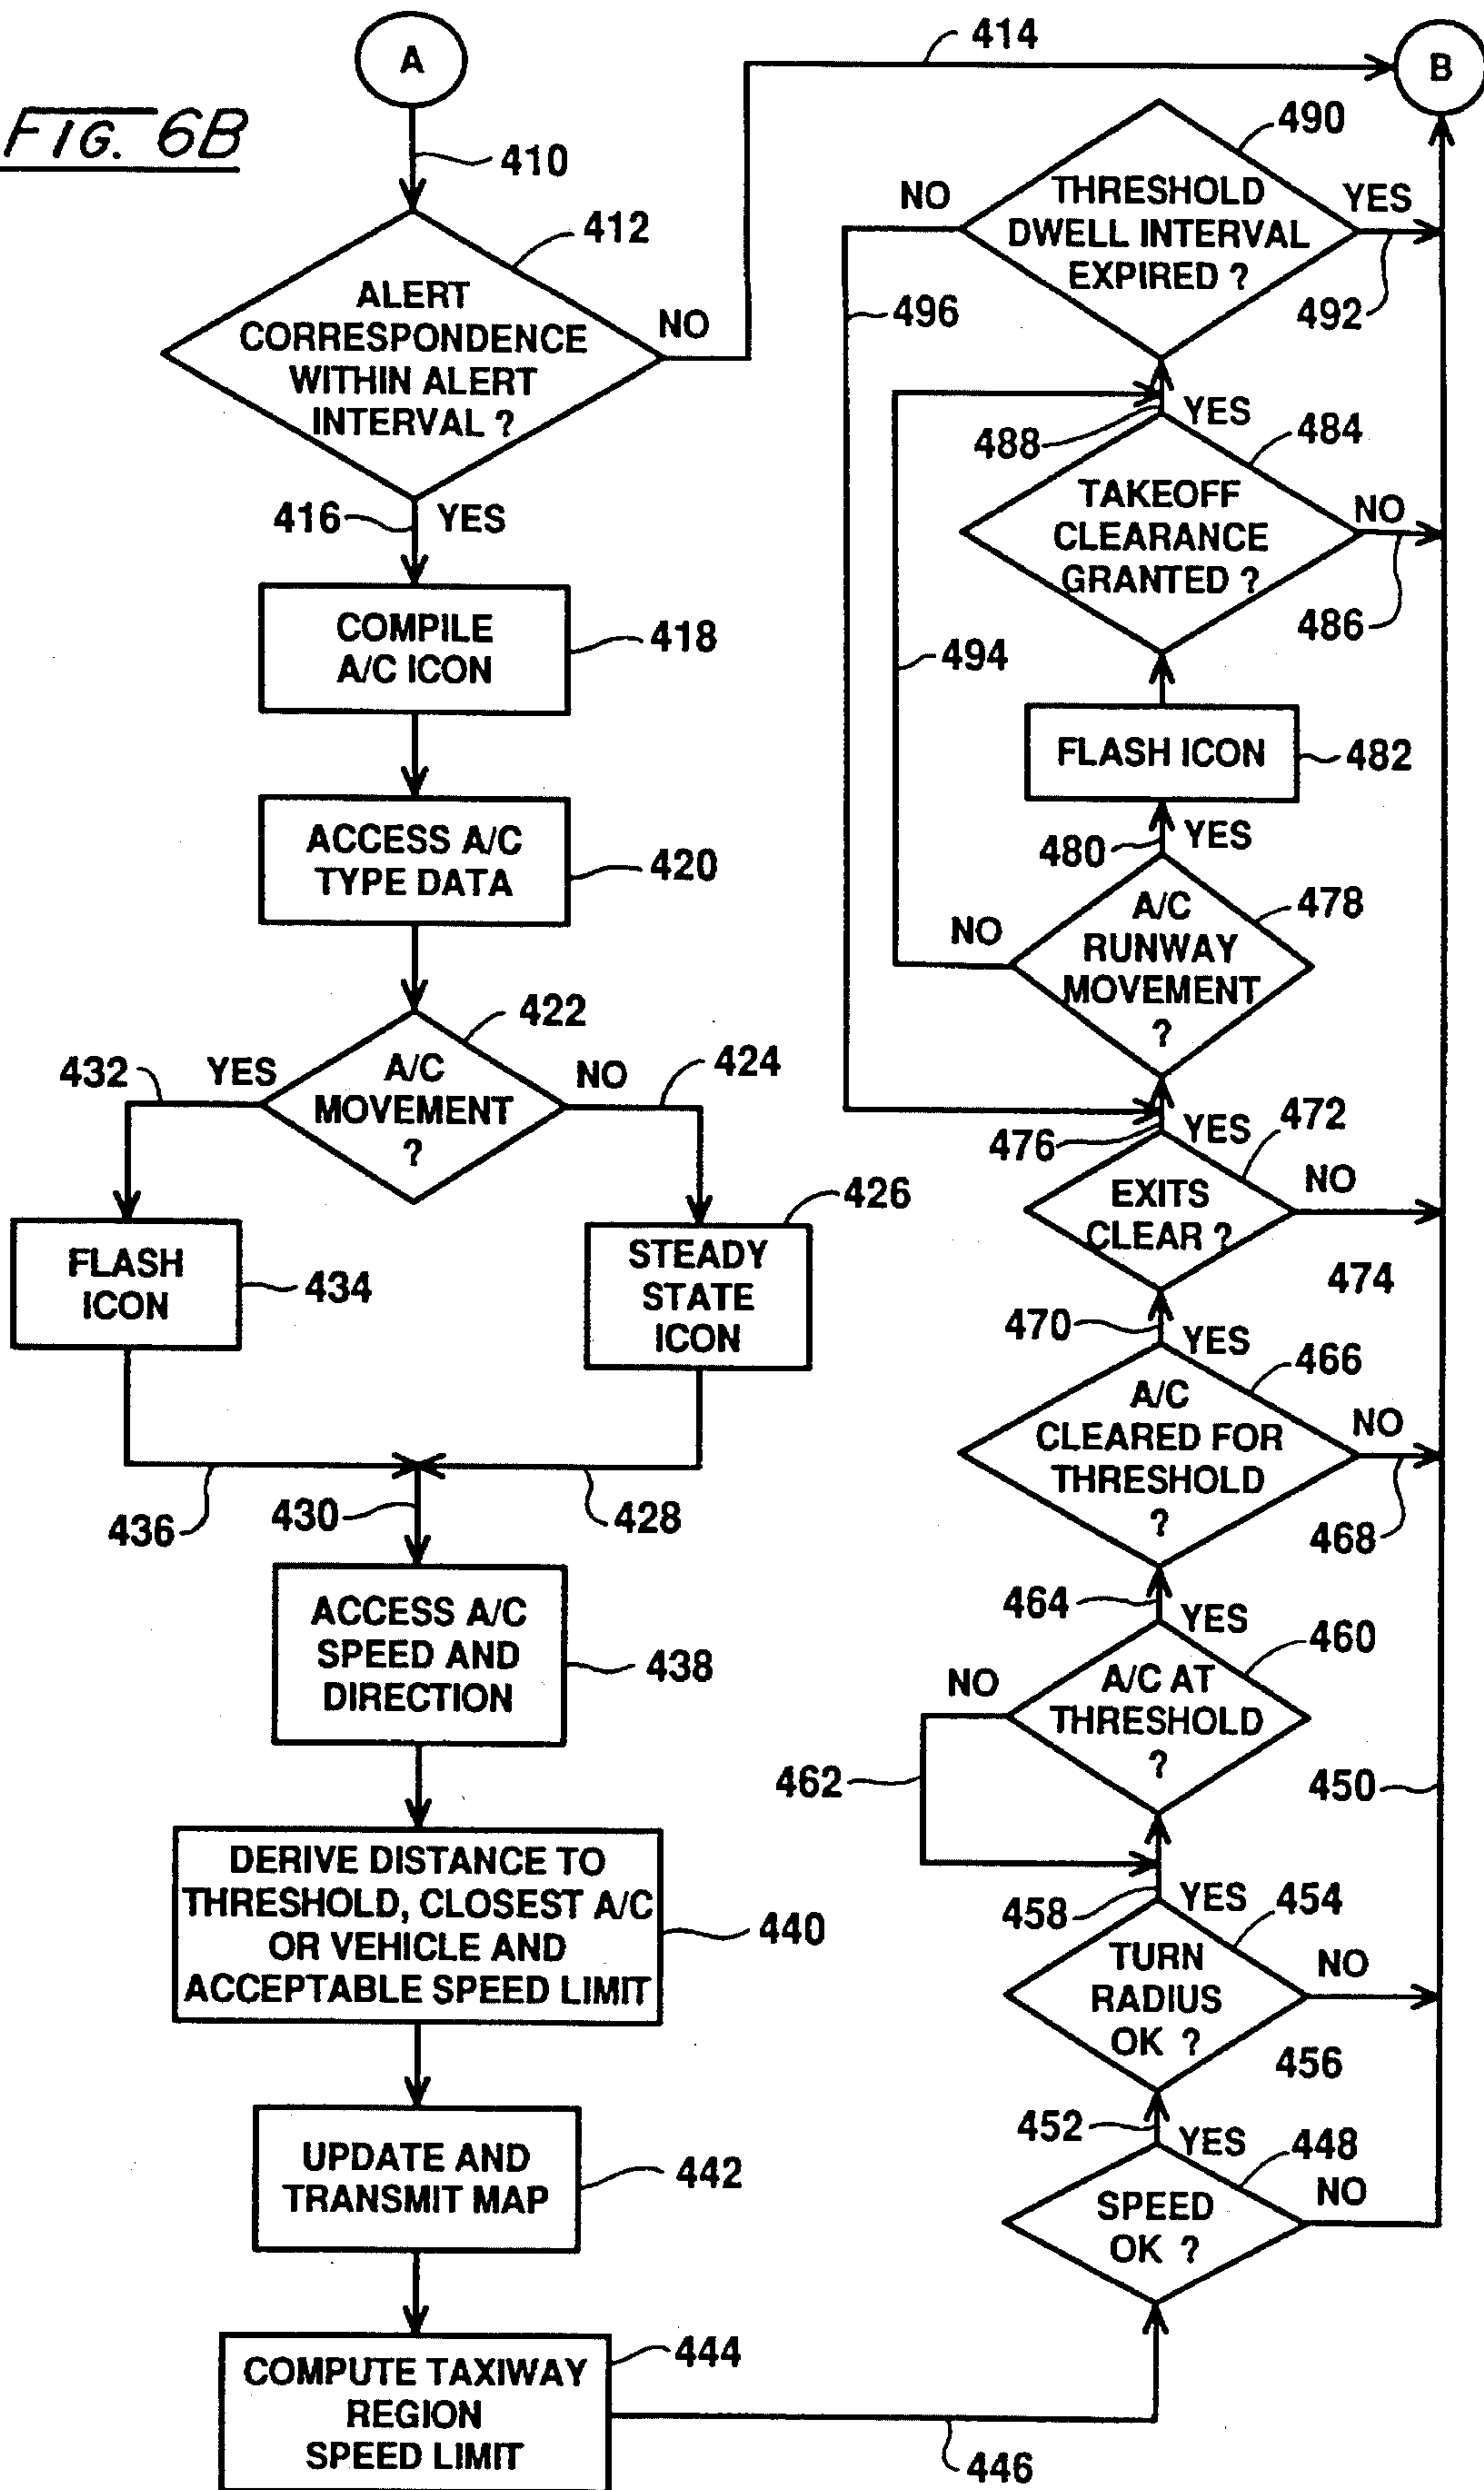 FIG. 6B
A
410
412
ALERT
CORRESPONDENCE
WITHIN ALERT
INTERVAL ?
NO
414
B
416
YES
COMPILE
A/C ICON
418
ACCESS A/C
TYPE DATA
420
422
A/C
MOVEMENT
?
432
YES
NO
424
FLASH
ICON
434
426
STEADY
STATE
ICON
436
430
428
ACCESS A/C
SPEED AND
DIRECTION
438
DERIVE DISTANCE TO
THRESHOLD, CLOSEST A/C
OR VEHICLE AND
ACCEPTABLE SPEED LIMIT
440
UPDATE AND
TRANSMIT MAP
442
COMPUTE TAXIWAY
REGION
SPEED LIMIT
444
446
490
THRESHOLD
DWELL INTERVAL
EXPIRED ?
NO
YES
492
496
488
YES
484
TAKEOFF
CLEARANCE
GRANTED ?
NO
486
494
FLASH ICON
482
480
YES
478
A/C
RUNWAY
MOVEMENT
?
NO
476
YES
472
EXITS
CLEAR ?
NO
474
470
YES
466
A/C
CLEARED FOR
THRESHOLD
?
NO
468
464
YES
460
A/C AT
THRESHOLD
?
NO
462
450
458
YES
454
TURN
RADIUS
OK ?
NO
456
452
YES
448
SPEED
OK ?
NO